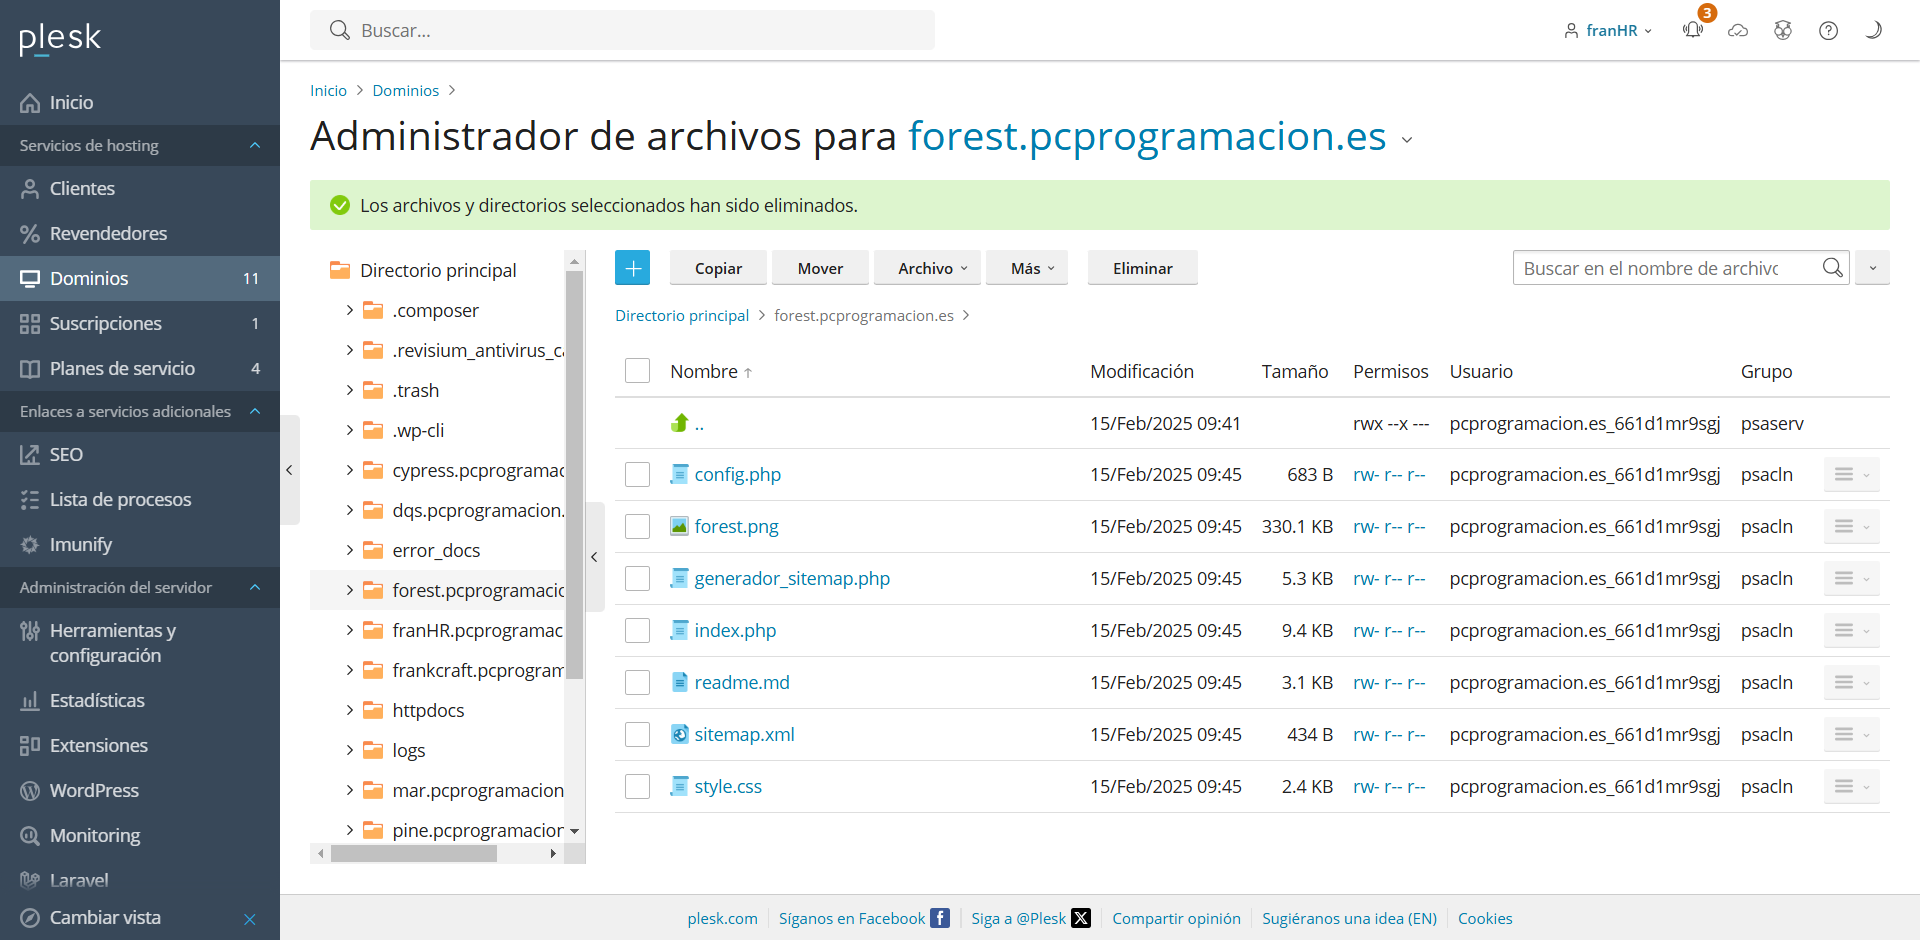 plesk
Buscar...
franHR
3
Inicio
Servicios de hosting
Clientes
Revendedores
Dominios 11
Suscripciones 1
Planes de servicio 4
Enlaces a servicios adicionales
SEO
Lista de procesos
Imunify
Administración del servidor
Herramientas y
configuración
Estadísticas
Extensiones
WordPress
Monitoring
Laravel
Cambiar vista
Inicio > Dominios >
Administrador de archivos para forest.pcprogramacion.es
Los archivos y directorios seleccionados han sido eliminados.
Directorio principal
.composer
.revisium_antivirus_ca
.trash
.wp-cli
cypress.pcprogramac
dqs.pcprogramacion.
error_docs
forest.pcprogramacic
franHR.pcprogramac
frankcraft.pcprogram
httpdocs
logs
mar.pcprogramacion
pine.pcprogramacion
Copiar Mover Archivo Más Eliminar
Buscar en el nombre de archivo
Directorio principal > forest.pcprogramacion.es >
Nombre ↑ Modificación Tamaño Permisos Usuario Grupo
.. 15/Feb/2025 09:41 rwx --x --- pcprogramacion.es_661d1mr9sgj psaserv
config.php 15/Feb/2025 09:45 683 B rw- r-- r-- pcprogramacion.es_661d1mr9sgj psacln
forest.png 15/Feb/2025 09:45 330.1 KB rw- r-- r-- pcprogramacion.es_661d1mr9sgj psacln
generador_sitemap.php 15/Feb/2025 09:45 5.3 KB rw- r-- r-- pcprogramacion.es_661d1mr9sgj psacln
index.php 15/Feb/2025 09:45 9.4 KB rw- r-- r-- pcprogramacion.es_661d1mr9sgj psacln
readme.md 15/Feb/2025 09:45 3.1 KB rw- r-- r-- pcprogramacion.es_661d1mr9sgj psacln
sitemap.xml 15/Feb/2025 09:45 434 B rw- r-- r-- pcprogramacion.es_661d1mr9sgj psacln
style.css 15/Feb/2025 09:45 2.4 KB rw- r-- r-- pcprogramacion.es_661d1mr9sgj psacln
plesk.com Síganos en Facebook Siga a @Plesk Compartir opinión Sugiéranos una idea (EN) Cookies